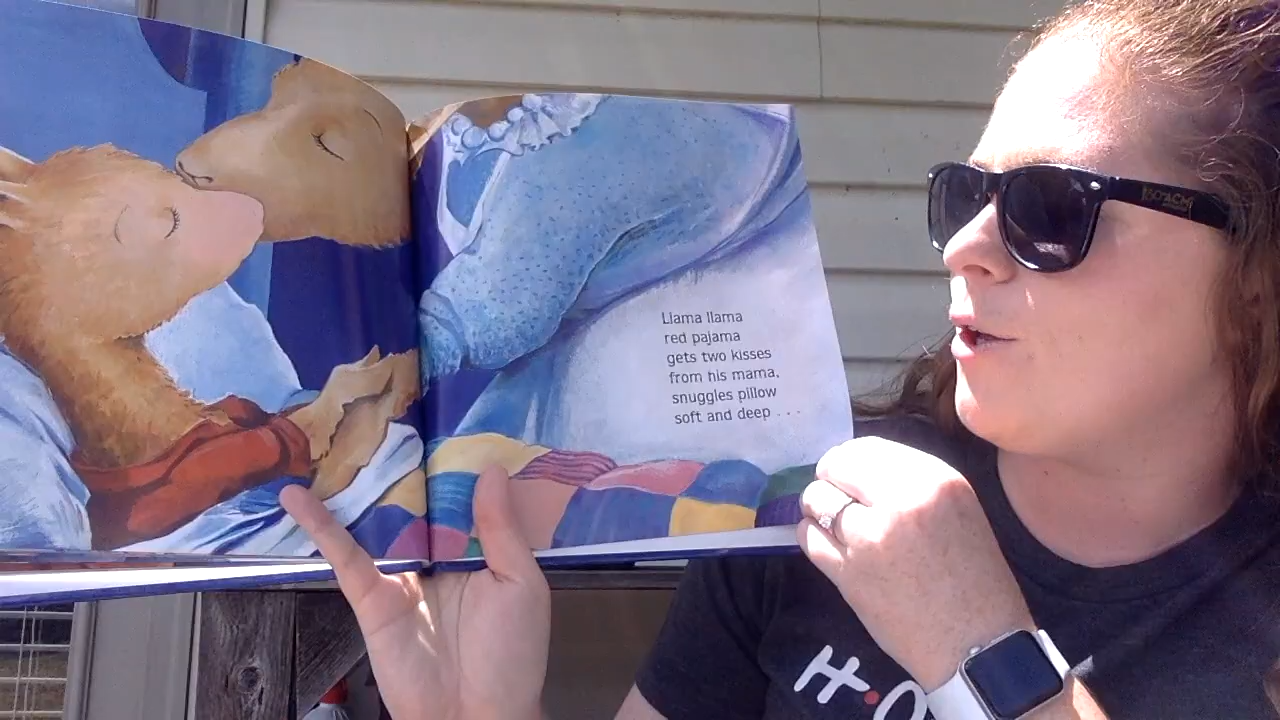 Llama llama
red pajama
gets two kisses
from his mama,
snuggles pillow
soft and deep . . .
H·O